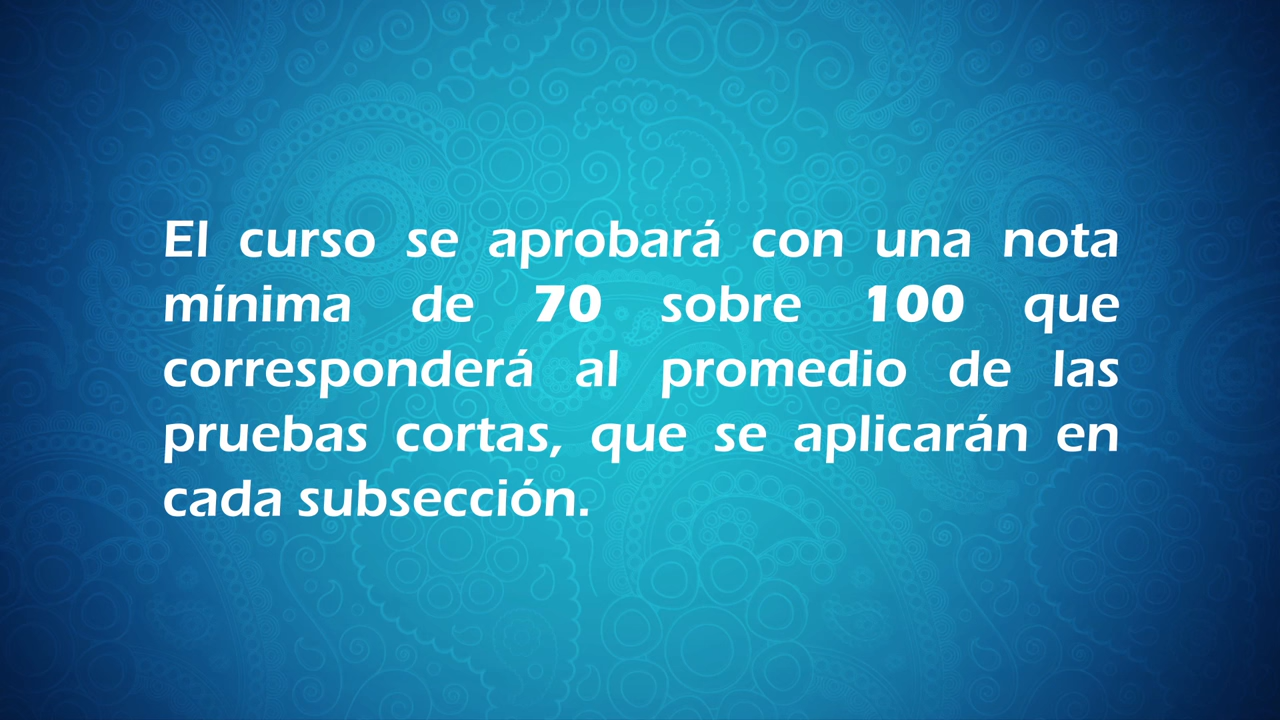 El curso se aprobará con una nota
mínima de 70 sobre 100 que
corresponderá al promedio de las
pruebas cortas, que se aplicarán en
cada subsección.